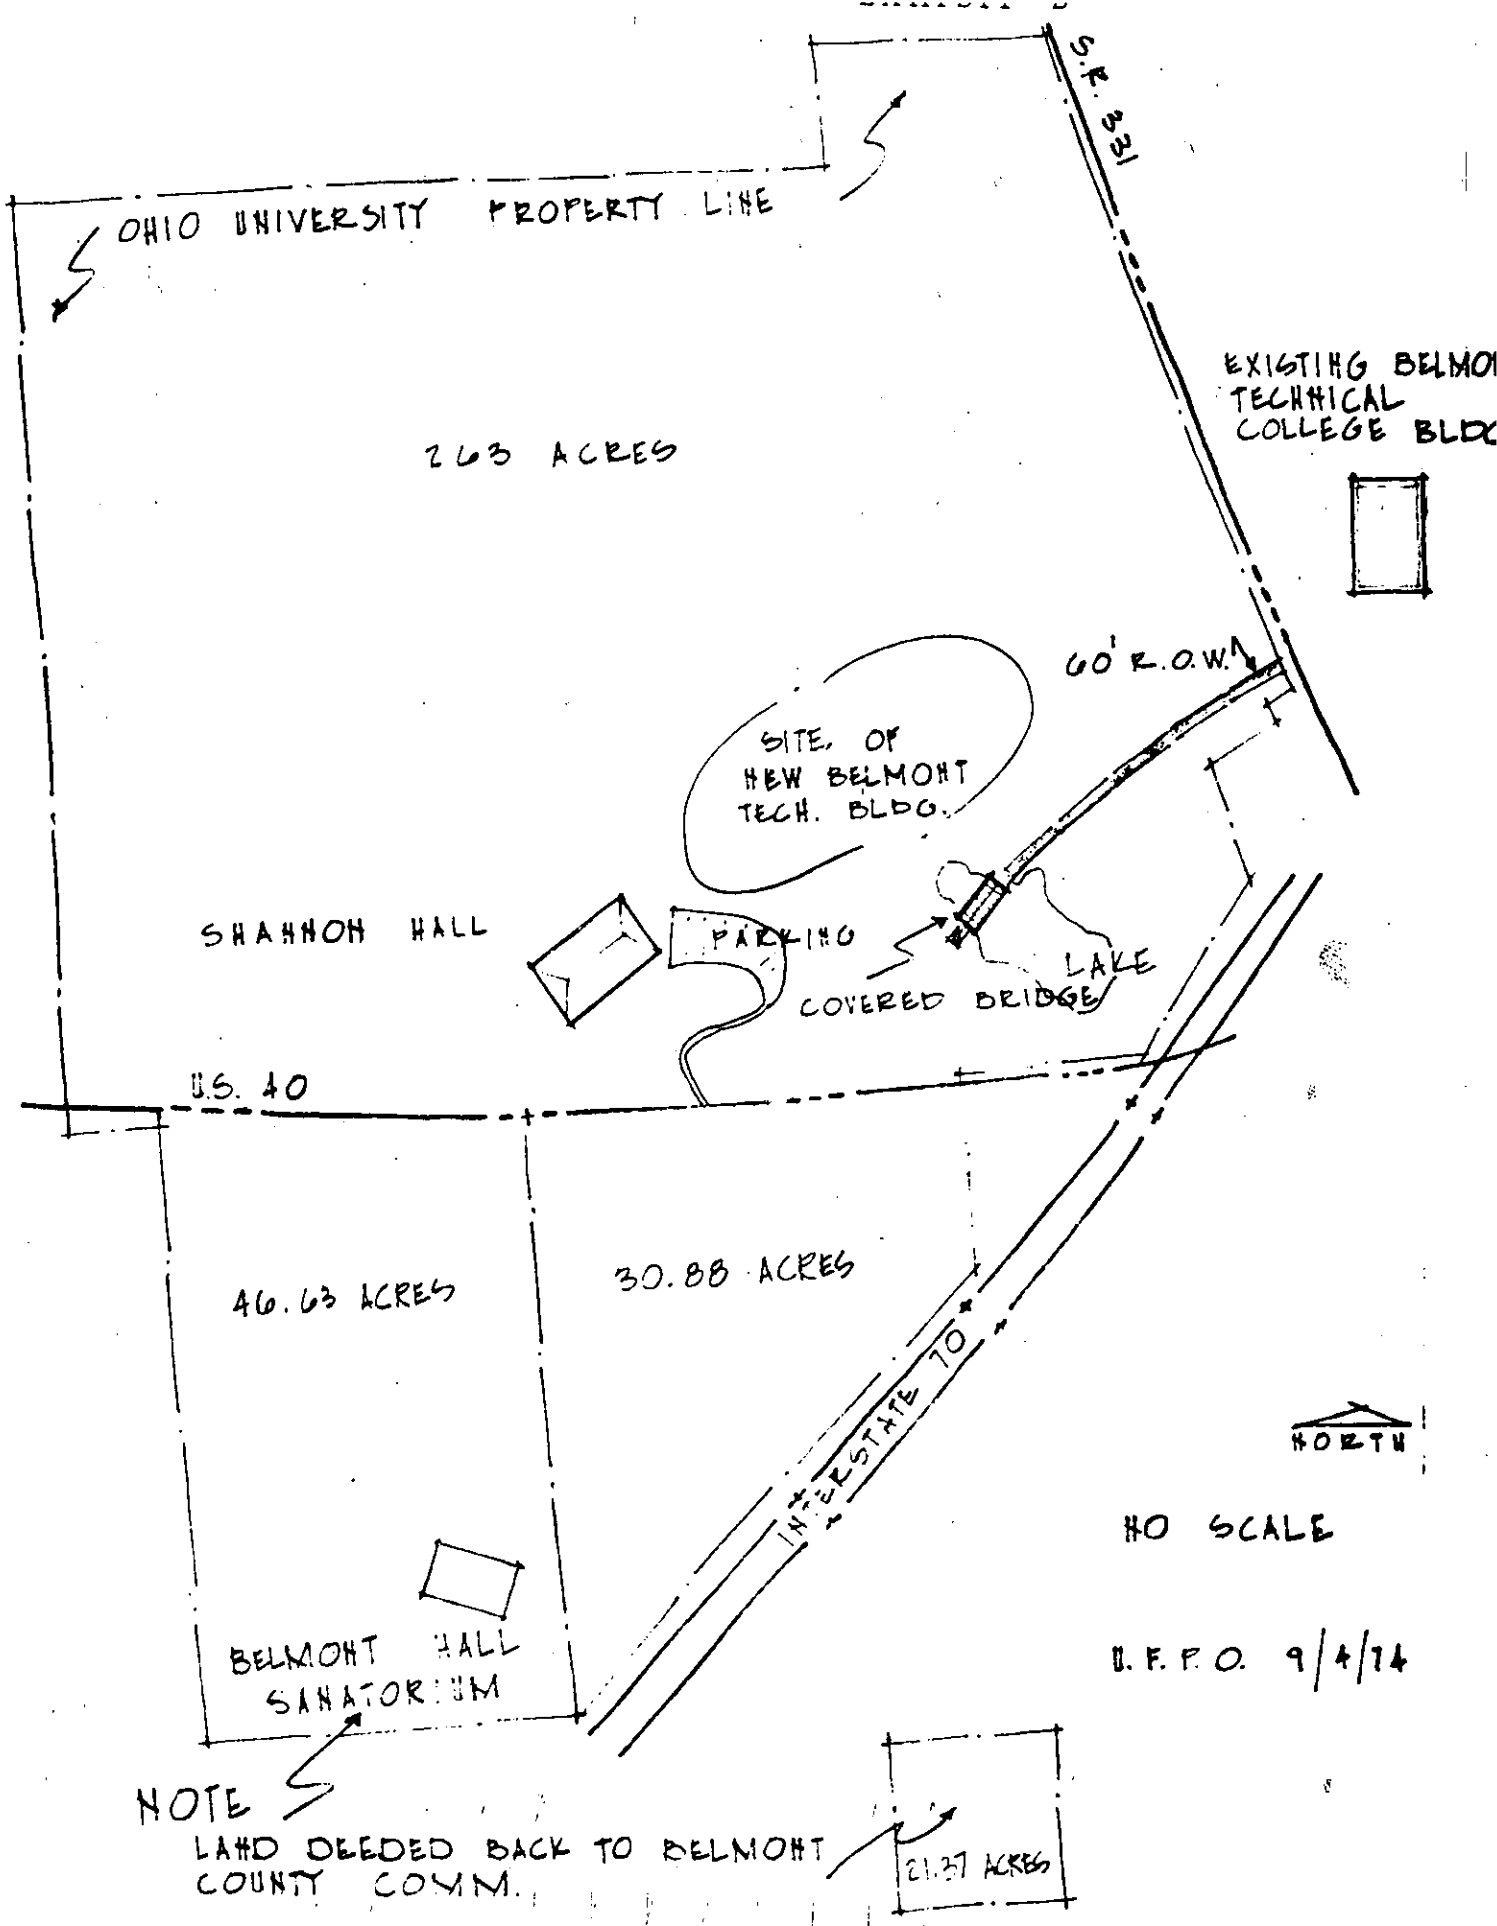 S.R. 331
OHIO UNIVERSITY PROPERTY LINE
EXISTING BELMON
TECHNICAL
COLLEGE BLDG
263 ACRES
60' R.O.W.
SITE OF
NEW BELMONT
TECH. BLDG.
SHANNON HALL
PARKING
LAKE
COVERED BRIDGE
U.S. 40
46.63 ACRES
30.88 ACRES
INTERSTATE 70
NORTH
NO SCALE
BELMONT HALL
SANATORIUM
U.F.P.O. 9/4/74
NOTE
LAND DEEDED BACK TO BELMONT
COUNTY COMM.
21.37 ACRES